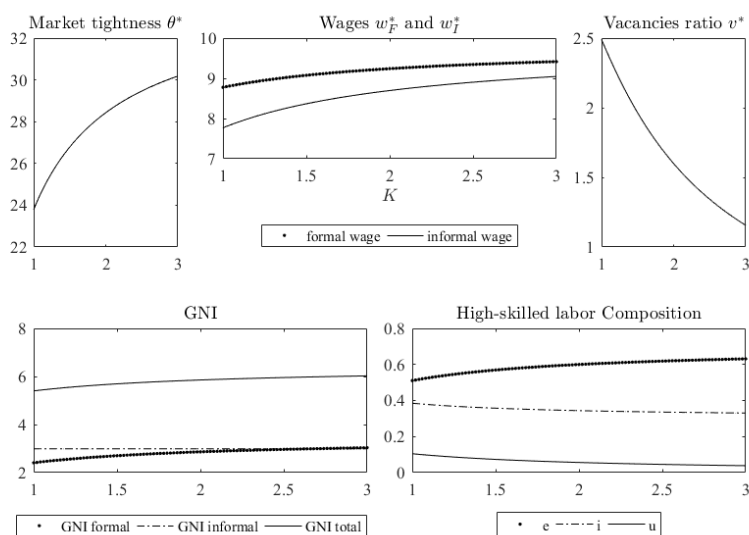 Market tightness θ*
32
30
28
26
24
22
1 2 3
Wages w*_F and w*_I
10
9
8
7
1 1.5 2 2.5 3
K
formal wage informal wage
Vacancies ratio v*
2.5
2
1.5
1
1 2 3
GNI
8
6
4
2
1 1.5 2 2.5 3
GNI formal GNI informal GNI total
High-skilled labor Composition
0.8
0.6
0.4
0.2
0
1 1.5 2 2.5 3
e i u